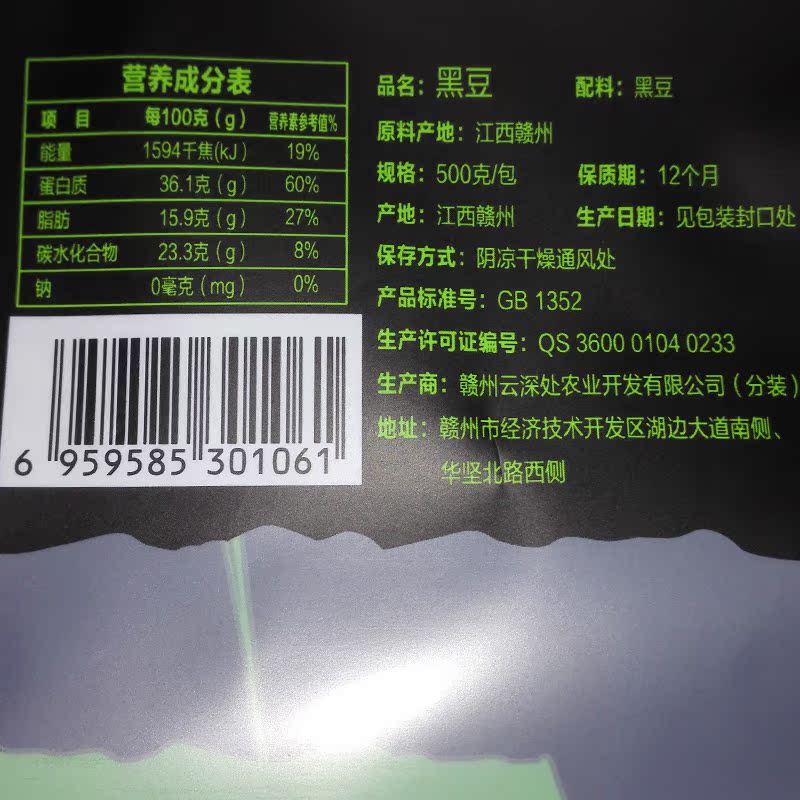 营养成分表
项 目 每100克(g) 营养素参考值%
能量 1594千焦(kJ) 19%
蛋白质 36.1克(g) 60%
脂肪 15.9克(g) 27%
碳水化合物 23.3克(g) 8%
钠 0毫克(mg) 0%
6 959585 301061
品名：黑豆 配料：黑豆
原料产地：江西赣州
规格：500克/包 保质期：12个月
产地：江西赣州 生产日期：见包装封口处
保存方式：阴凉干燥通风处
产品标准号：GB 1352
生产许可证编号：QS 3600 0104 0233
生产商：赣州云深处农业开发有限公司(分装)
地址：赣州市经济技术开发区湖边大道南侧、
华坚北路西侧